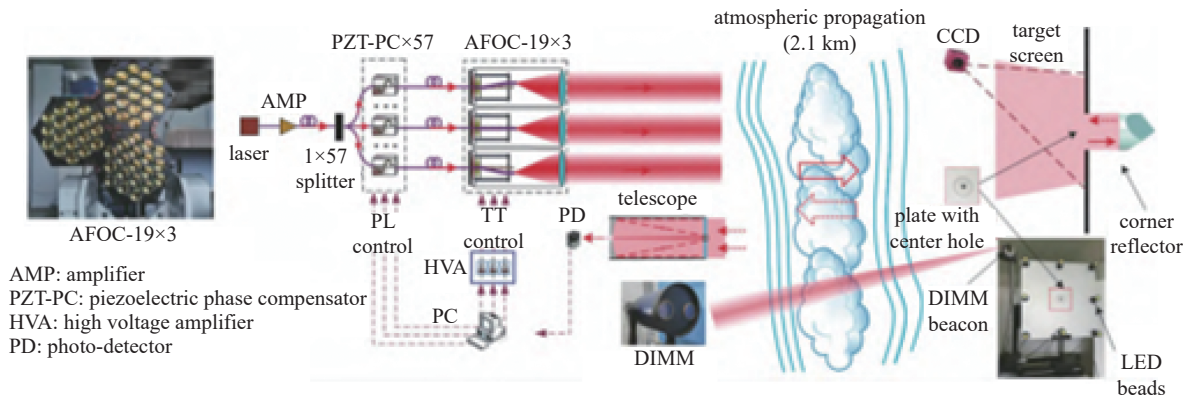 atmospheric propagation
(2.1 km)
PZT-PC×57
AFOC-19×3
CCD
target
screen
AMP
laser
1×57
splitter
AFOC-19×3
PL
control
TT
control
PD
telescope
plate with
center hole
corner
reflector
HVA
PC
DIMM
DIMM
beacon
LED
beads
AMP: amplifier
PZT-PC: piezoelectric phase compensator
HVA: high voltage amplifier
PD: photo-detector